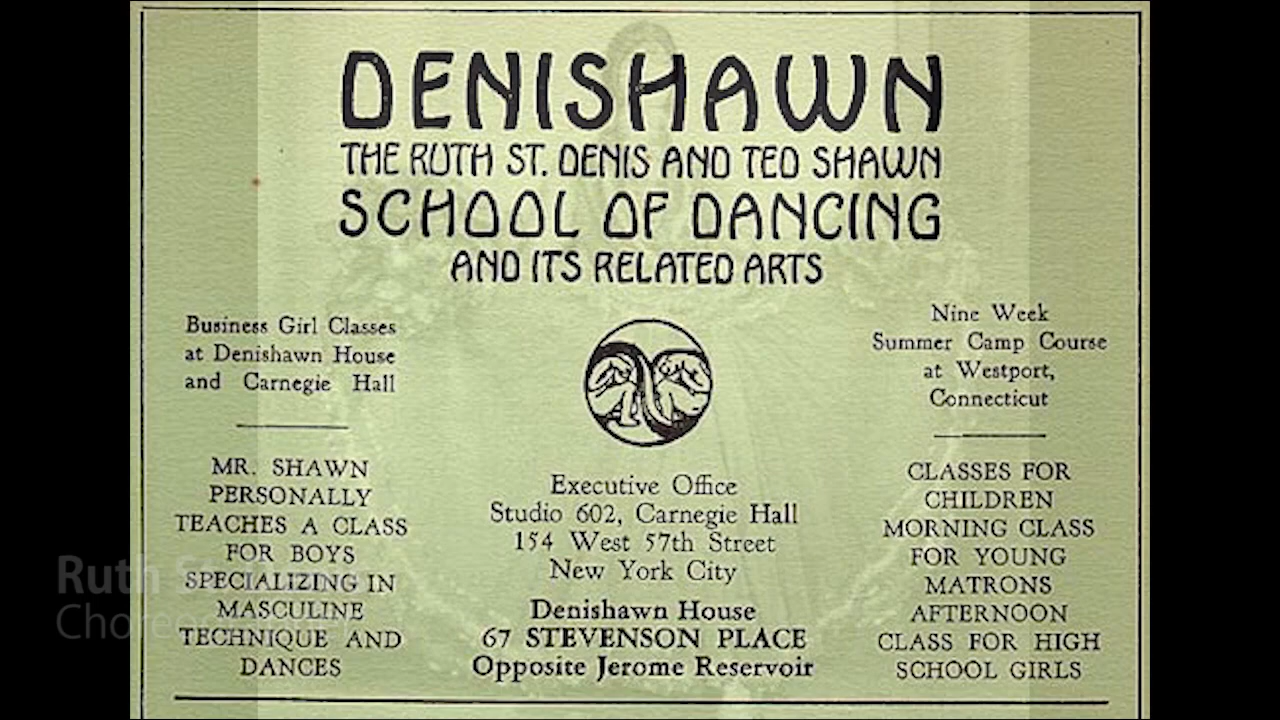 DENISHAWN
THE RUTH ST. DENIS AND TED SHAWN
SCHOOL OF DANCING
AND ITS RELATED ARTS
Business Girl Classes
at Denishawn House
and Carnegie Hall
MR. SHAWN
PERSONALLY
TEACHES A CLASS
FOR BOYS
SPECIALIZING IN
MASCULINE
TECHNIQUE AND
DANCES
Executive Office
Studio 602, Carnegie Hall
154 West 57th Street
New York City
Denishawn House
67 STEVENSON PLACE
Opposite Jerome Reservoir
Nine Week
Summer Camp Course
at Westport,
Connecticut
CLASSES FOR
CHILDREN
MORNING CLASS
FOR YOUNG
MATRONS
AFTERNOON
CLASS FOR HIGH
SCHOOL GIRLS
Ruth